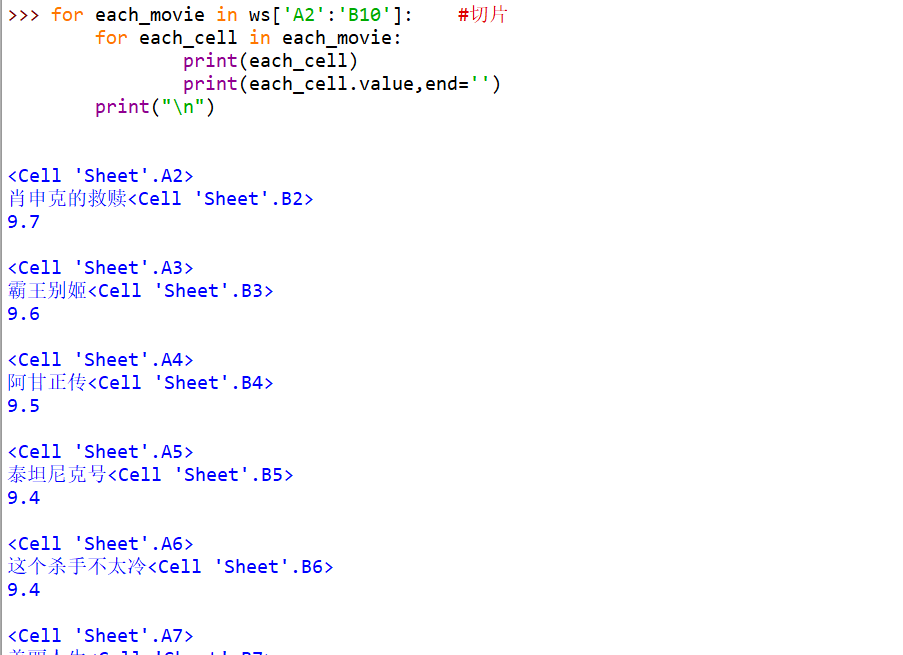 >>> for each_movie in ws['A2':'B10']:    #切片
        for each_cell in each_movie:
                print(each_cell)
                print(each_cell.value,end='')
        print("\n")
<Cell 'Sheet'.A2>
肖申克的救赎<Cell 'Sheet'.B2>
9.7
<Cell 'Sheet'.A3>
霸王别姬<Cell 'Sheet'.B3>
9.6
<Cell 'Sheet'.A4>
阿甘正传<Cell 'Sheet'.B4>
9.5
<Cell 'Sheet'.A5>
泰坦尼克号<Cell 'Sheet'.B5>
9.4
<Cell 'Sheet'.A6>
这个杀手不太冷<Cell 'Sheet'.B6>
9.4
<Cell 'Sheet'.A7>